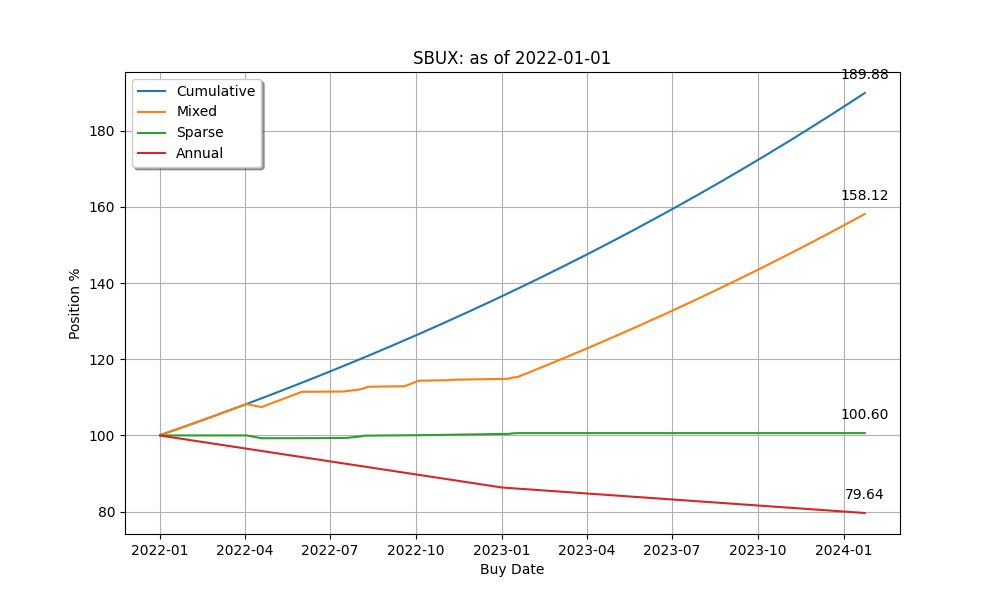 SBUX: as of 2022-01-01
Cumulative
Mixed
Sparse
Annual
189.88
158.12
100.60
79.64
Position %
180
160
140
120
100
80
2022-01 2022-04 2022-07 2022-10 2023-01 2023-04 2023-07 2023-10 2024-01
Buy Date